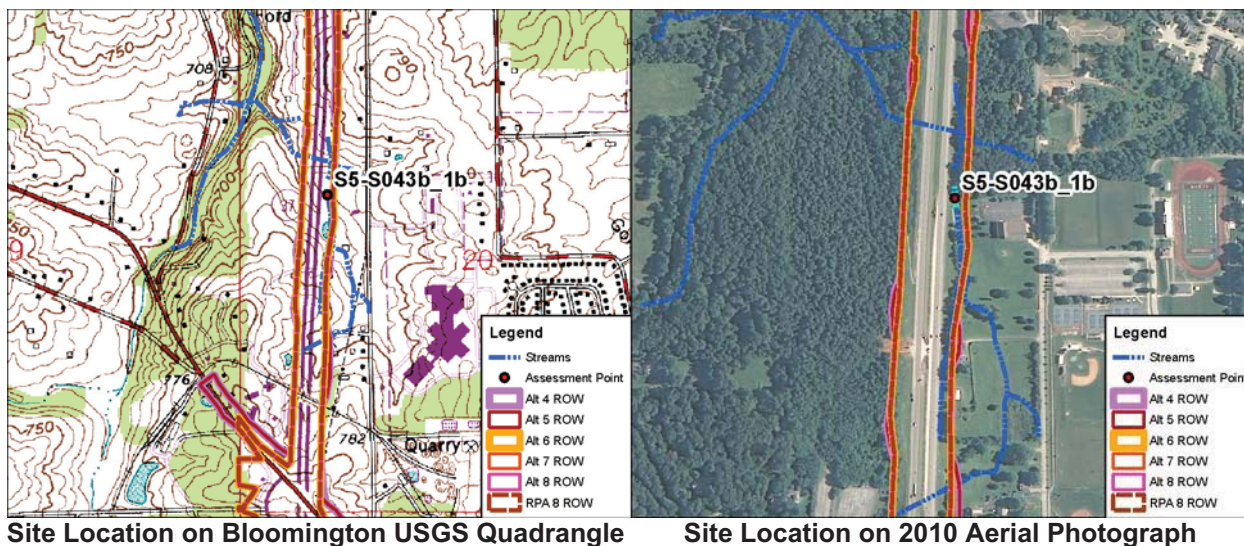 ford
750
708
790
S5-S043b_1b
S5-S043b_1b
700
37
9
20
776
782
750
750
Quarry
Legend
Streams
Assessment Point
Alt 4 ROW
Alt 5 ROW
Alt 6 ROW
Alt 7 ROW
Alt 8 ROW
RPA 8 ROW
Legend
Streams
Assessment Point
Alt 4 ROW
Alt 5 ROW
Alt 6 ROW
Alt 7 ROW
Alt 8 ROW
RPA 8 ROW
Site Location on Bloomington USGS Quadrangle
Site Location on 2010 Aerial Photograph